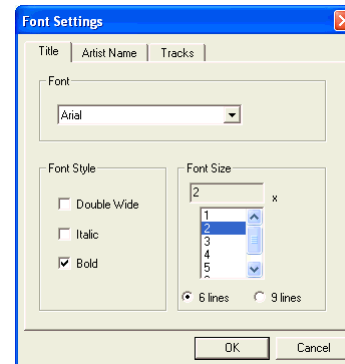 Font Settings
Title Artist Name Tracks
Font
Arial
Font Style
Double Wide
Italic
Bold
Font Size
2 x
1
2
3
4
5
6 lines 9 lines
OK Cancel